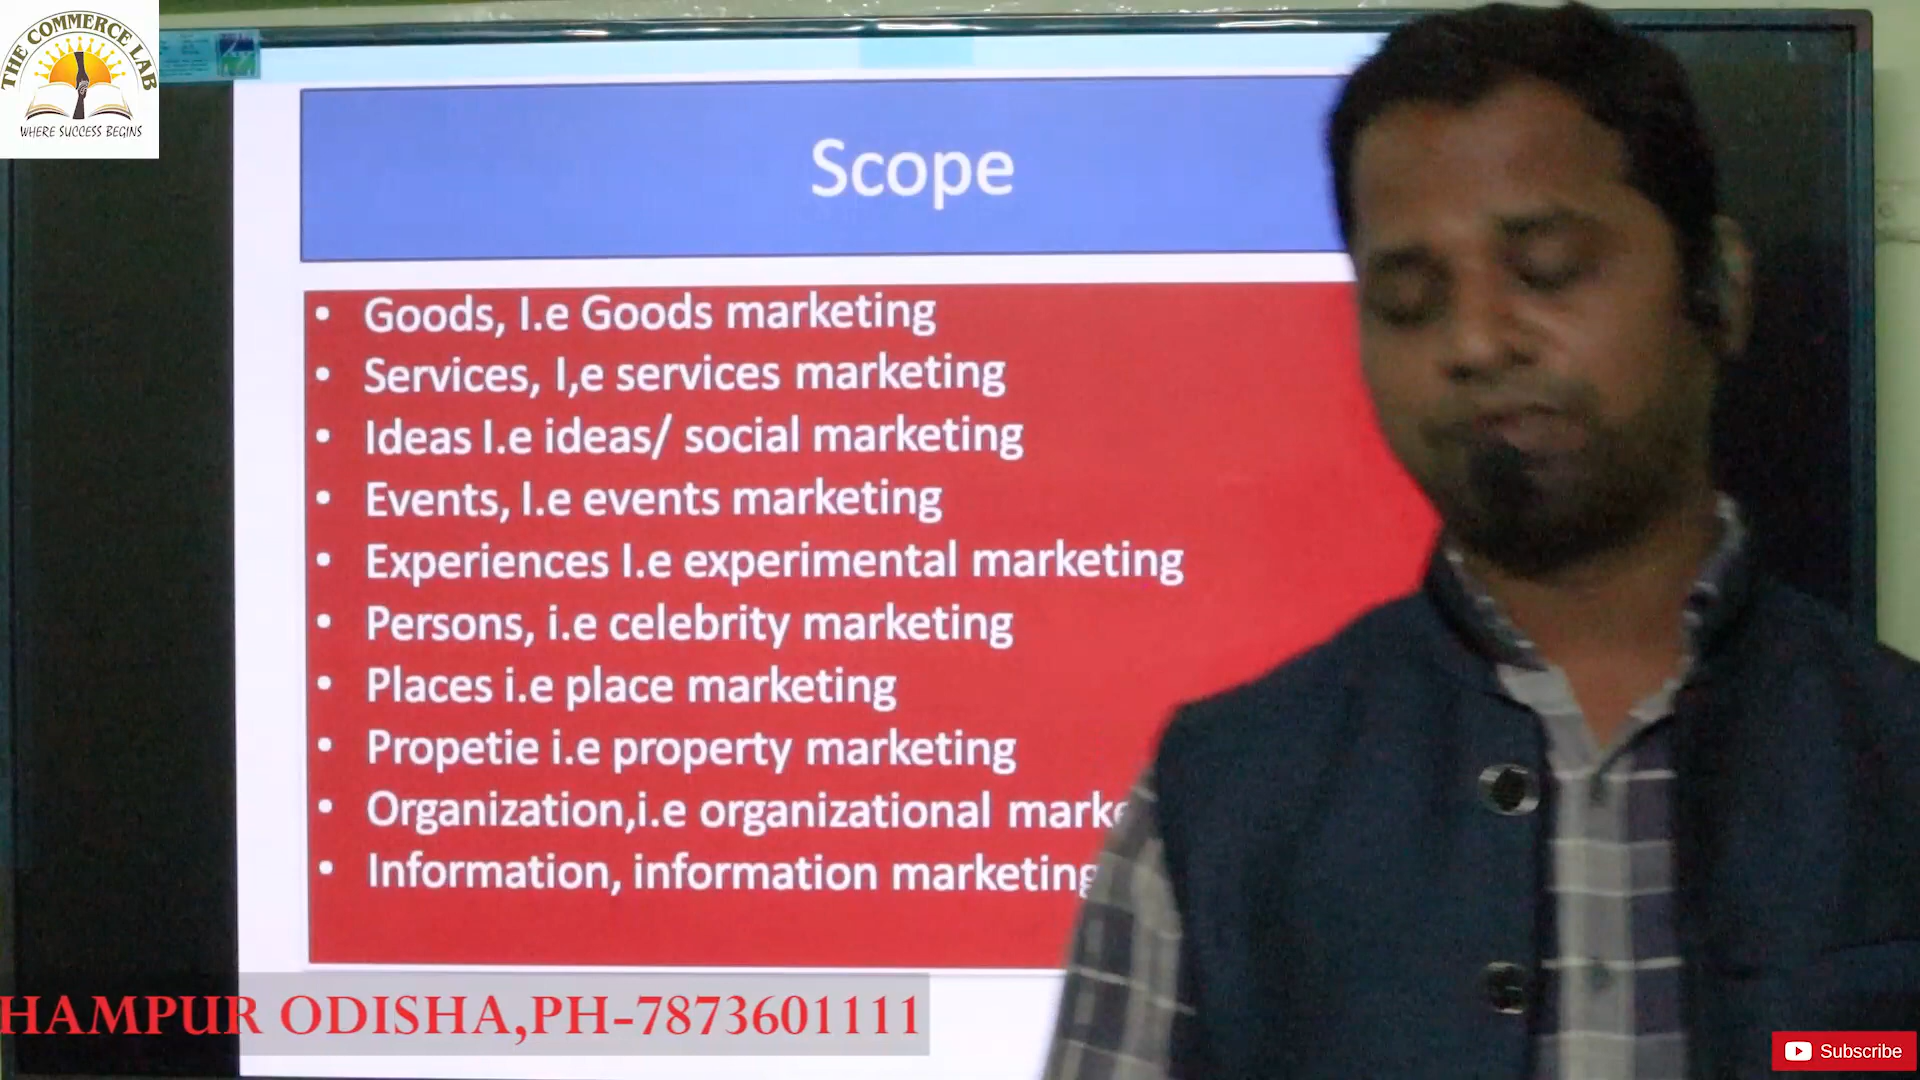 THE COMMERCE LAB
WHERE SUCCESS BEGINS
Scope
• Goods, I.e Goods marketing
• Services, I,e services marketing
• Ideas I.e ideas/ social marketing
• Events, I.e events marketing
• Experiences I.e experimental marketing
• Persons, i.e celebrity marketing
• Places i.e place marketing
• Propetie i.e property marketing
• Organization,i.e organizational marke
• Information, information marketing
HAMPUR ODISHA,PH-7873601111
Subscribe